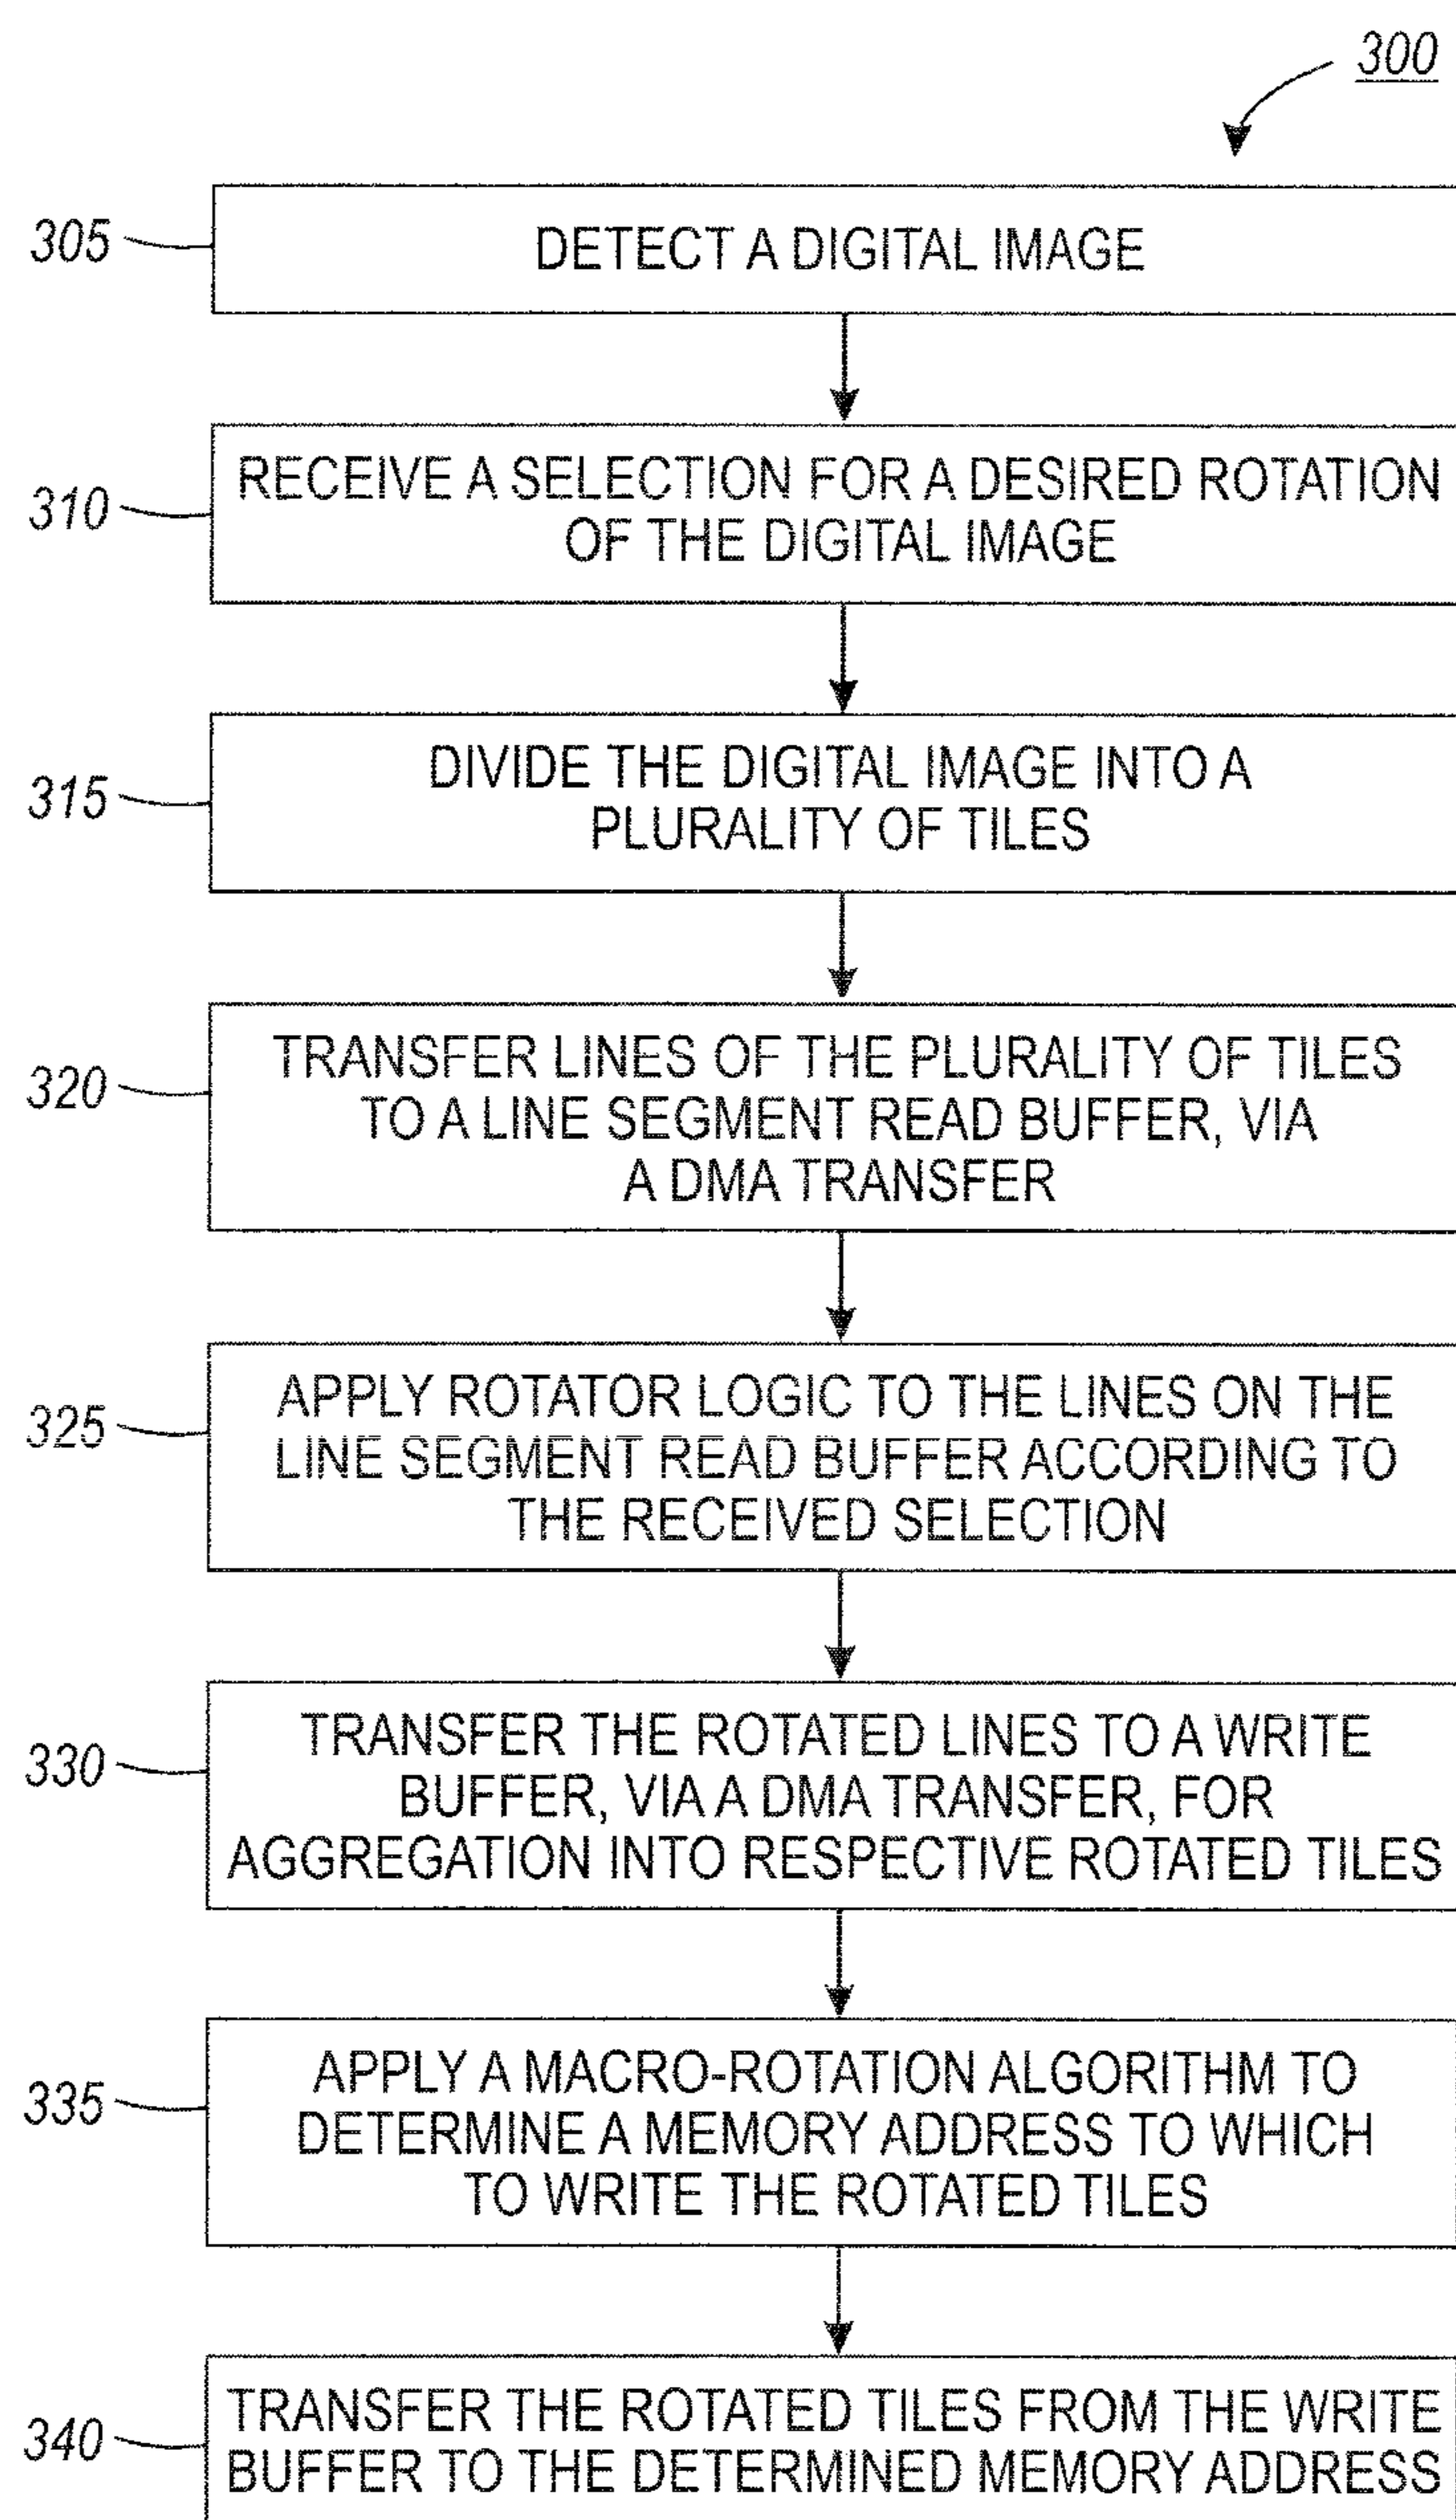 300
305
DETECT A DIGITAL IMAGE
310
RECEIVE A SELECTION FOR A DESIRED ROTATION
OF THE DIGITAL IMAGE
315
DIVIDE THE DIGITAL IMAGE INTO A
PLURALITY OF TILES
320
TRANSFER LINES OF THE PLURALITY OF TILES
TO A LINE SEGMENT READ BUFFER, VIA
A DMA TRANSFER
325
APPLY ROTATOR LOGIC TO THE LINES ON THE
LINE SEGMENT READ BUFFER ACCORDING TO
THE RECEIVED SELECTION
330
TRANSFER THE ROTATED LINES TO A WRITE
BUFFER, VIA A DMA TRANSFER, FOR
AGGREGATION INTO RESPECTIVE ROTATED TILES
335
APPLY A MACRO-ROTATION ALGORITHM TO
DETERMINE A MEMORY ADDRESS TO WHICH
TO WRITE THE ROTATED TILES
340
TRANSFER THE ROTATED TILES FROM THE WRITE
BUFFER TO THE DETERMINED MEMORY ADDRESS